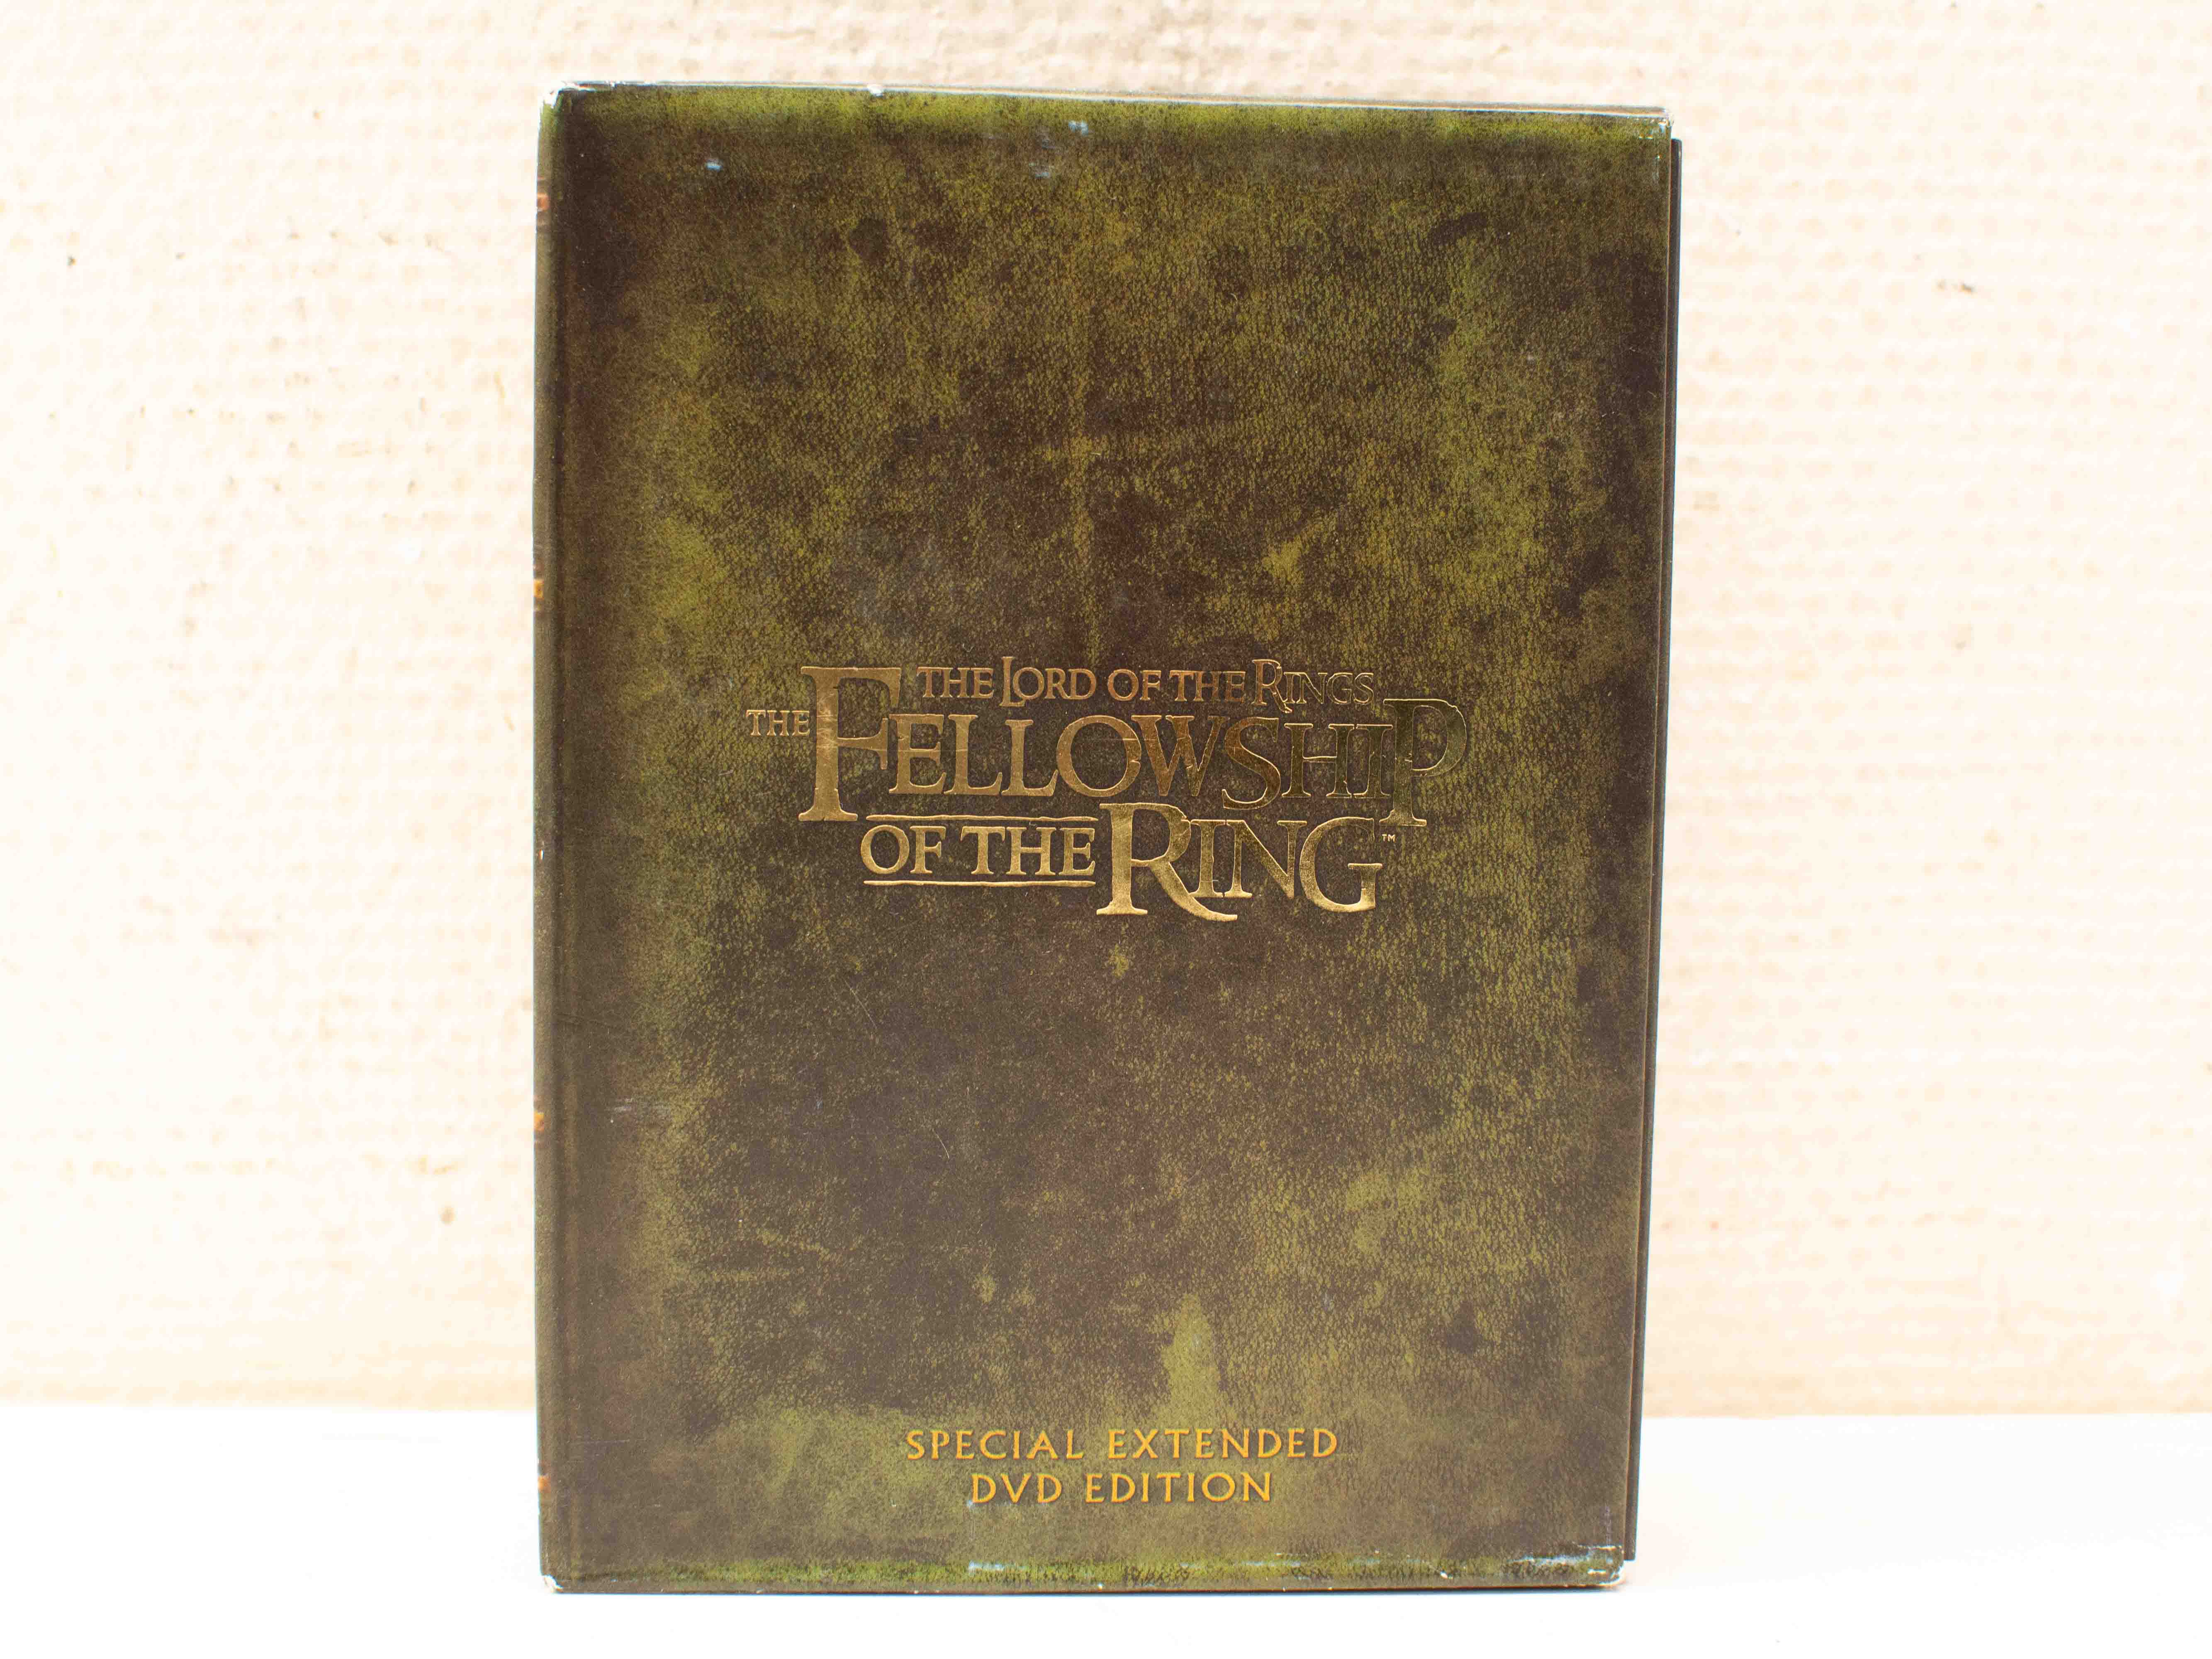 THE LORD OF THE RINGS
THE FELLOWSHIP
OF THE RING™
SPECIAL EXTENDED
DVD EDITION